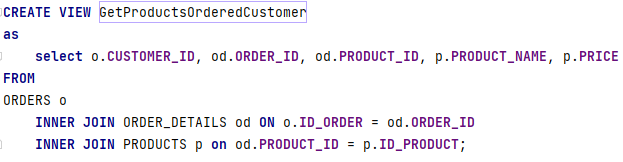 CREATE VIEW GetProductsOrderedCustomer
as
select o.CUSTOMER_ID, od.ORDER_ID, od.PRODUCT_ID, p.PRODUCT_NAME, p.PRICE
FROM
ORDERS o
INNER JOIN ORDER_DETAILS od ON o.ID_ORDER = od.ORDER_ID
INNER JOIN PRODUCTS p on od.PRODUCT_ID = p.ID_PRODUCT;